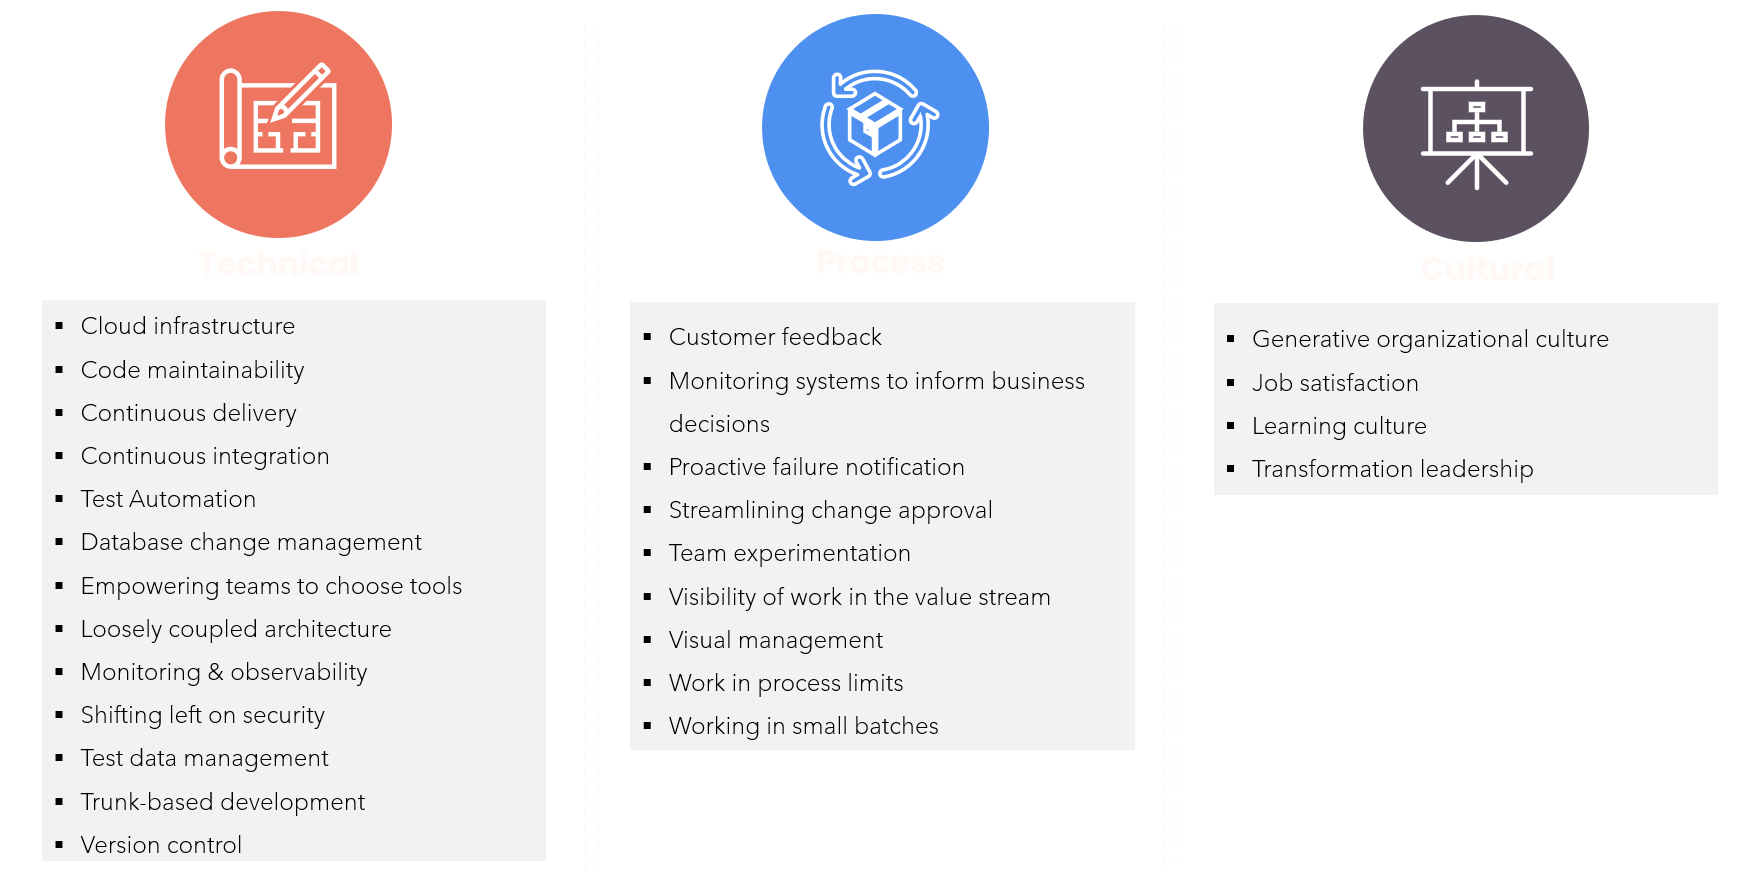 Technical
▪ Cloud infrastructure
▪ Code maintainability
▪ Continuous delivery
▪ Continuous integration
▪ Test Automation
▪ Database change management
▪ Empowering teams to choose tools
▪ Loosely coupled architecture
▪ Monitoring & observability
▪ Shifting left on security
▪ Test data management
▪ Trunk-based development
▪ Version control
Process
▪ Customer feedback
▪ Monitoring systems to inform business
decisions
▪ Proactive failure notification
▪ Streamlining change approval
▪ Team experimentation
▪ Visibility of work in the value stream
▪ Visual management
▪ Work in process limits
▪ Working in small batches
Cultural
▪ Generative organizational culture
▪ Job satisfaction
▪ Learning culture
▪ Transformation leadership